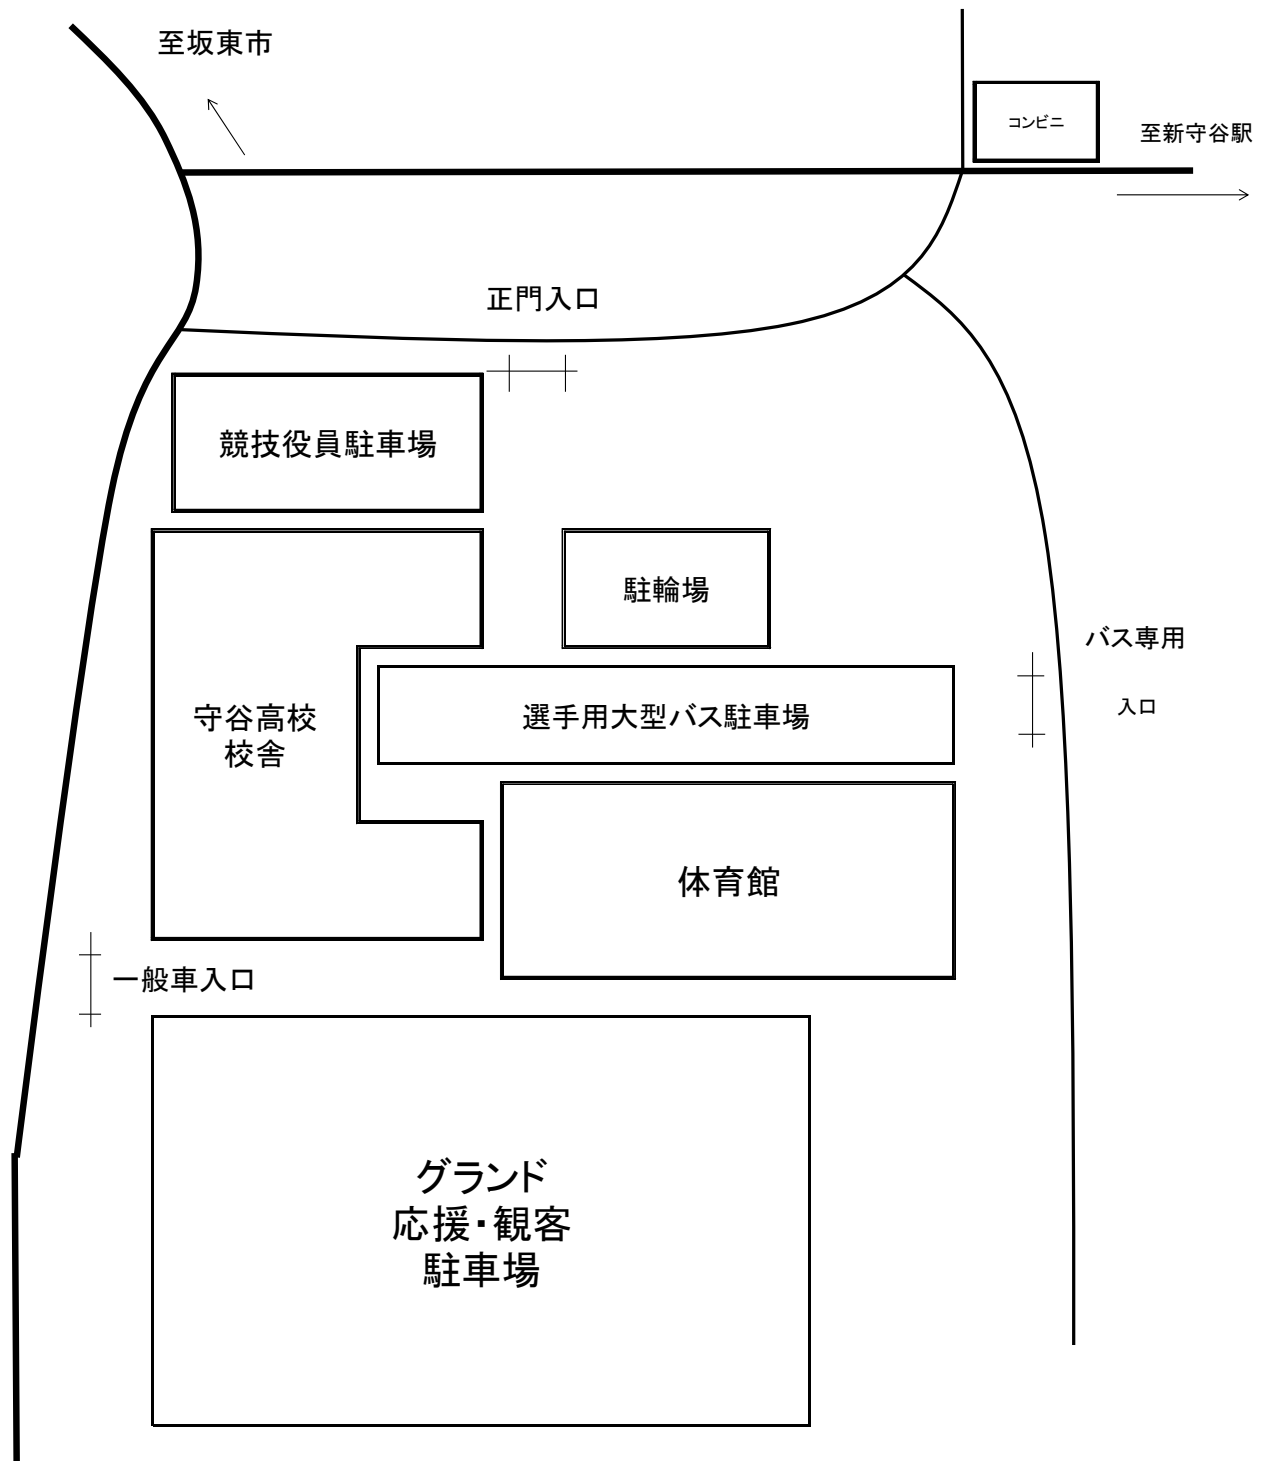 至坂東市
コンビニ
至新守谷駅
正門入口
競技役員駐車場
駐輪場
バス専用
入口
守谷高校
校舎
選手用大型バス駐車場
体育館
一般車入口
グランド
応援・観客
駐車場